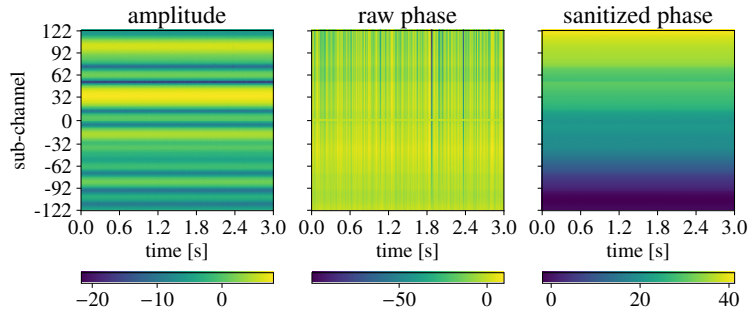 amplitude raw phase sanitized phase
sub-channel
122
92
62
32
0
-32
-62
-92
-122
0.0 0.6 1.2 1.8 2.4 3.0 0.0 0.6 1.2 1.8 2.4 3.0 0.0 0.6 1.2 1.8 2.4 3.0
time [s] time [s] time [s]
−20 −10 0 −50 0 0 20 40